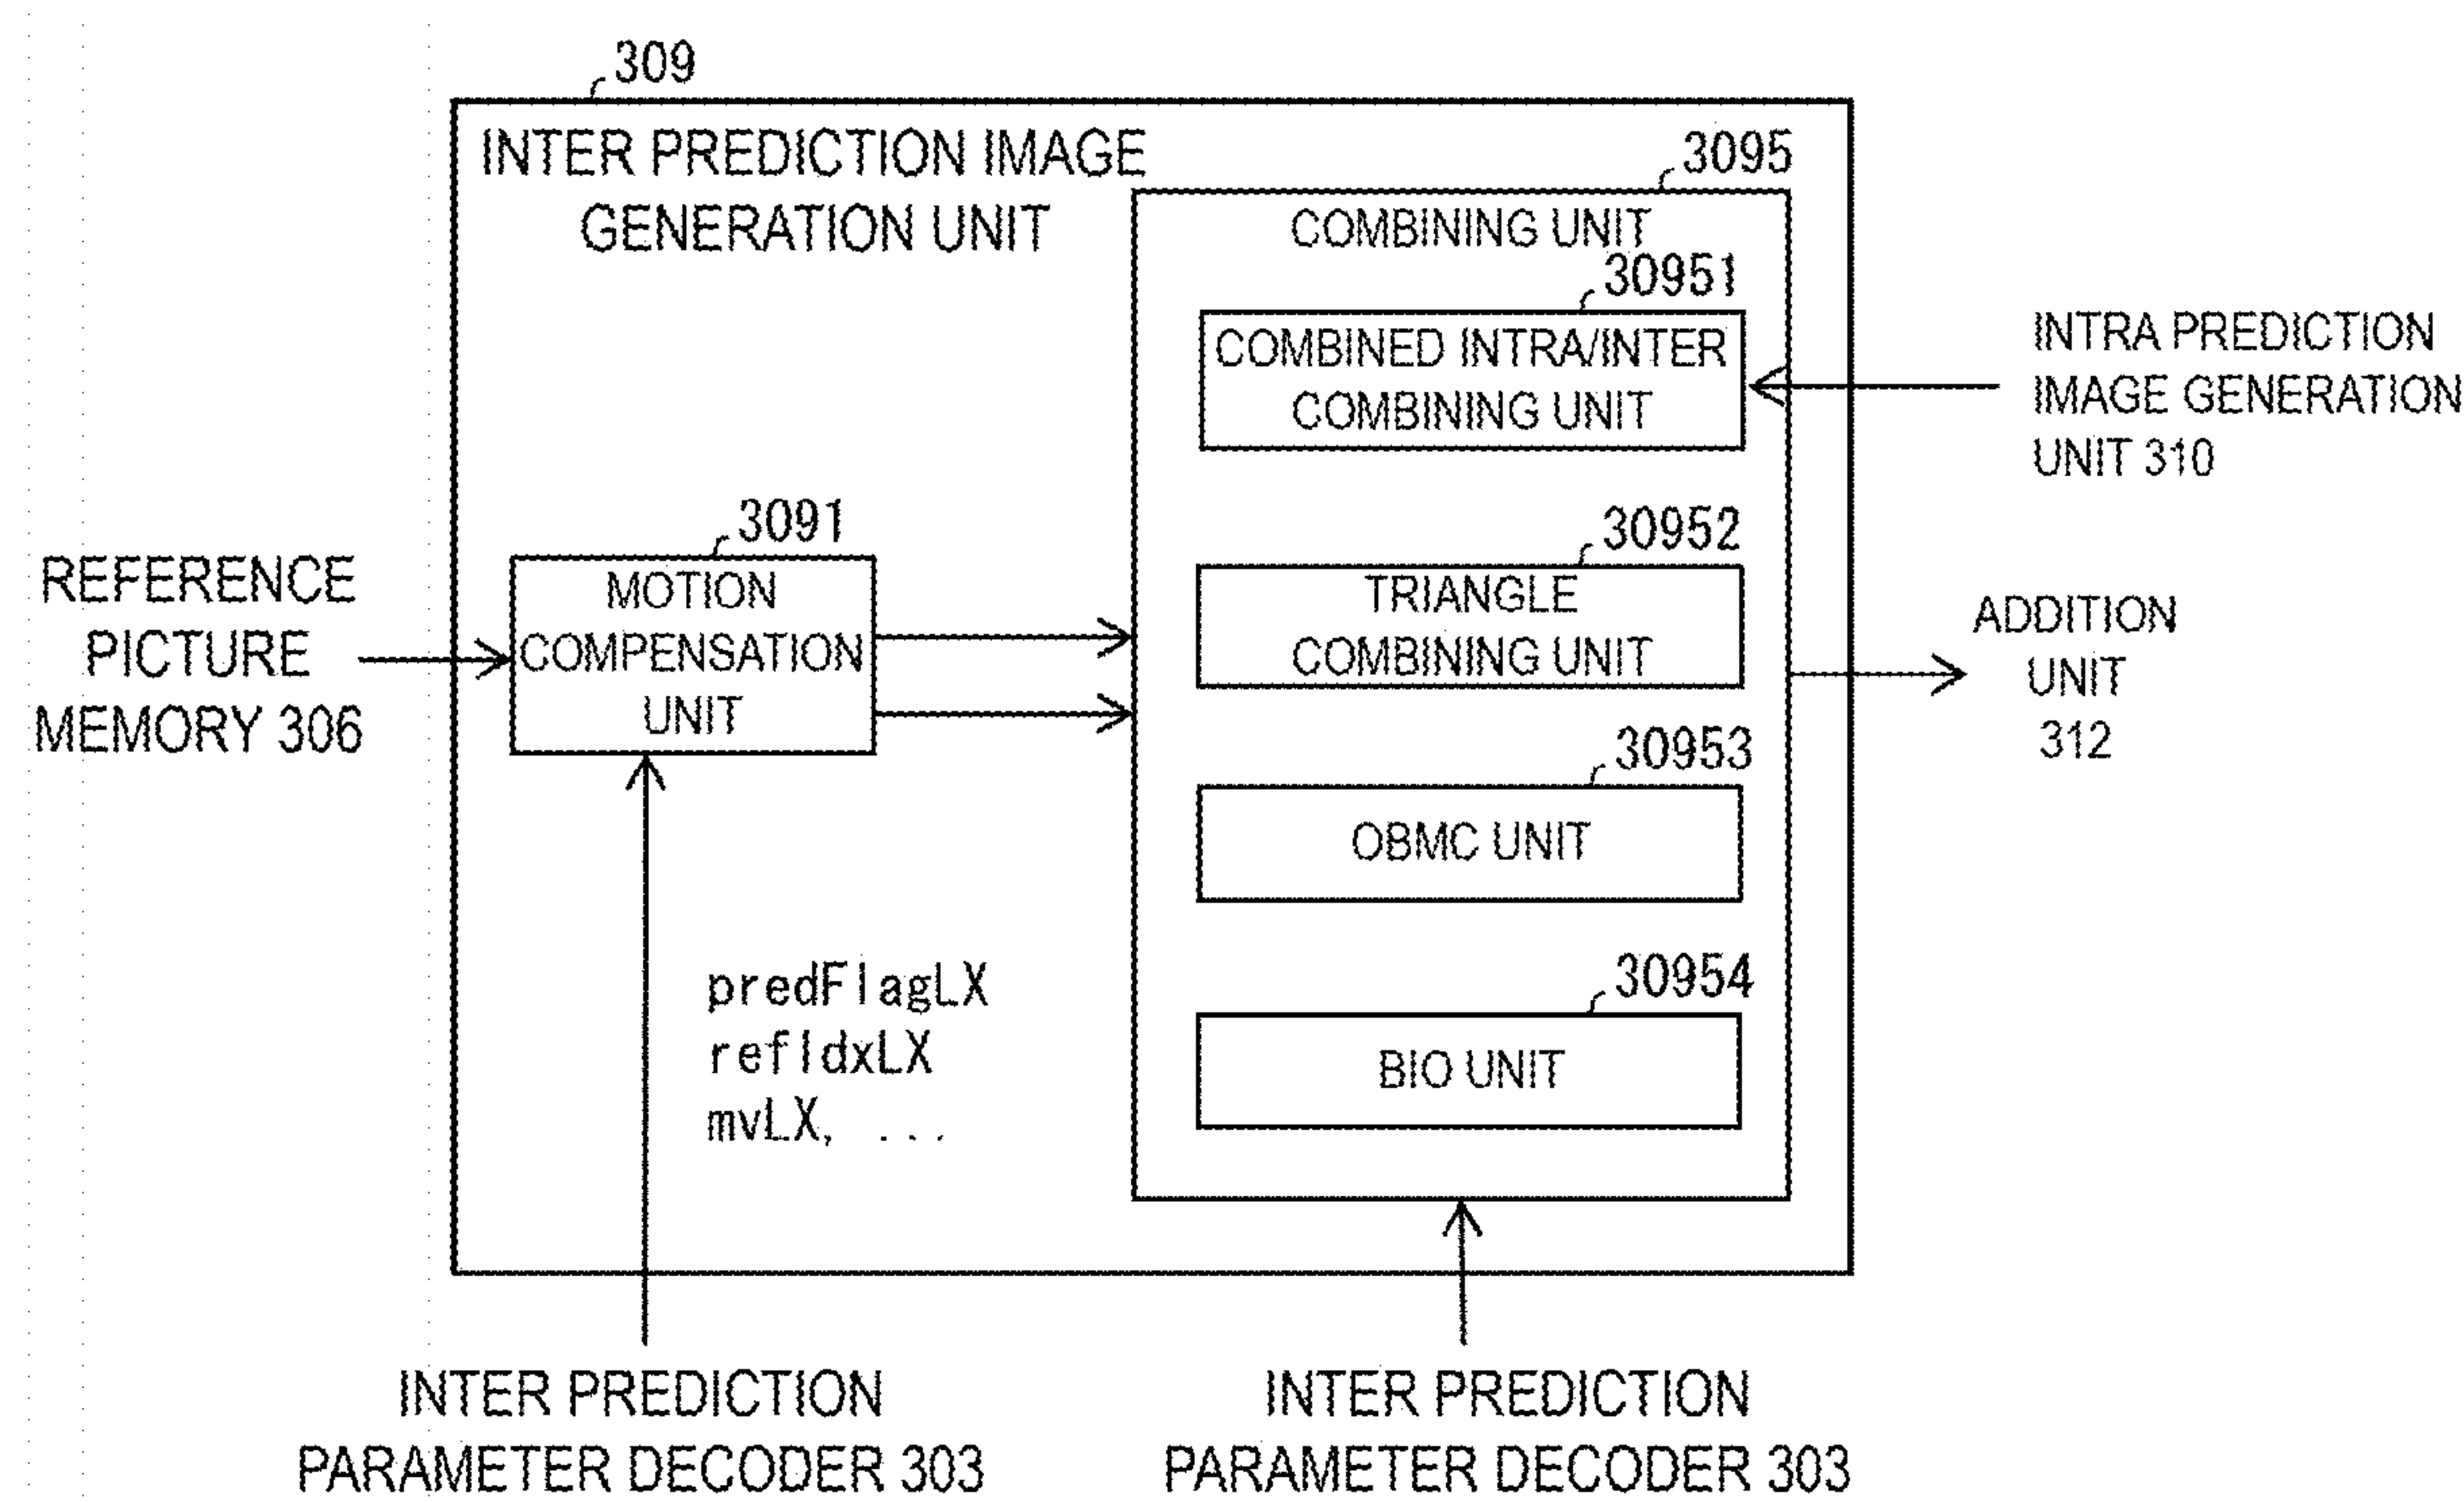 309
INTER PREDICTION IMAGE
GENERATION UNIT
3095
COMBINING UNIT
30951
COMBINED INTRA/INTER
COMBINING UNIT
INTRA PREDICTION
IMAGE GENERATION
UNIT 310
3091
MOTION
COMPENSATION
UNIT
REFERENCE
PICTURE
MEMORY 306
30952
TRIANGLE
COMBINING UNIT
ADDITION
UNIT
312
30953
OBMC UNIT
30954
BIO UNIT
predFlagLX
refIdxLX
mvLX, ...
INTER PREDICTION
PARAMETER DECODER 303
INTER PREDICTION
PARAMETER DECODER 303